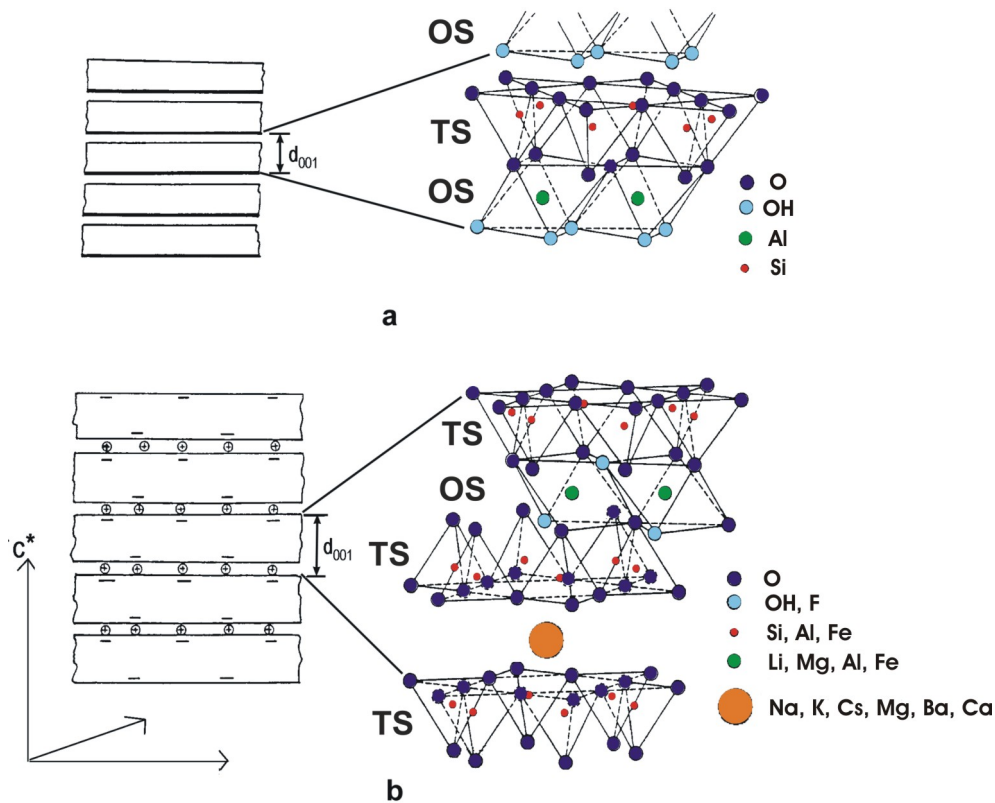 a
OS
TS
OS
d001
O
OH
Al
Si
a
TS
OS
TS
TS
d001
C*
O
OH, F
Si, Al, Fe
Li, Mg, Al, Fe
Na, K, Cs, Mg, Ba, Ca
b